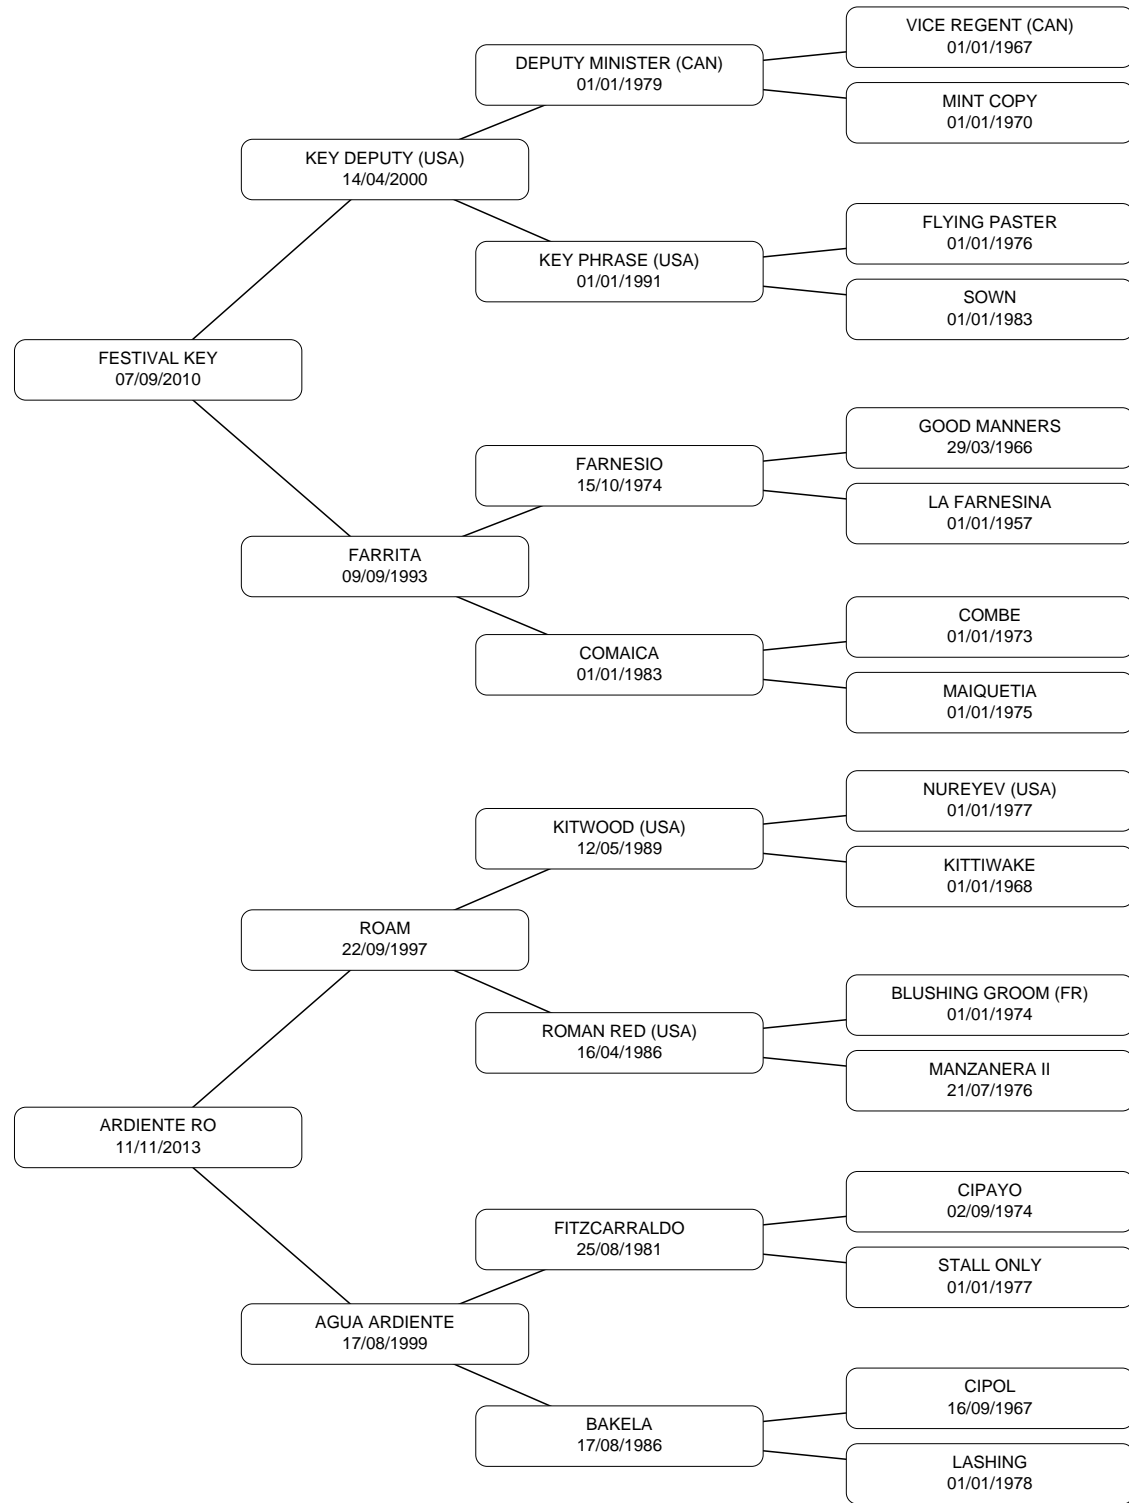 VICE REGENT (CAN)
01/01/1967
DEPUTY MINISTER (CAN)
01/01/1979
MINT COPY
01/01/1970
KEY DEPUTY (USA)
14/04/2000
FLYING PASTER
01/01/1976
KEY PHRASE (USA)
01/01/1991
SOWN
01/01/1983
FESTIVAL KEY
07/09/2010
GOOD MANNERS
29/03/1966
FARNESIO
15/10/1974
LA FARNESINA
01/01/1957
FARRITA
09/09/1993
COMBE
01/01/1973
COMAICA
01/01/1983
MAIQUETIA
01/01/1975
NUREYEV (USA)
01/01/1977
KITWOOD (USA)
12/05/1989
KITTIWAKE
01/01/1968
ROAM
22/09/1997
BLUSHING GROOM (FR)
01/01/1974
ROMAN RED (USA)
16/04/1986
MANZANERA II
21/07/1976
ARDIENTE RO
11/11/2013
CIPAYO
02/09/1974
FITZCARRALDO
25/08/1981
STALL ONLY
01/01/1977
AGUA ARDIENTE
17/08/1999
CIPOL
16/09/1967
BAKELA
17/08/1986
LASHING
01/01/1978